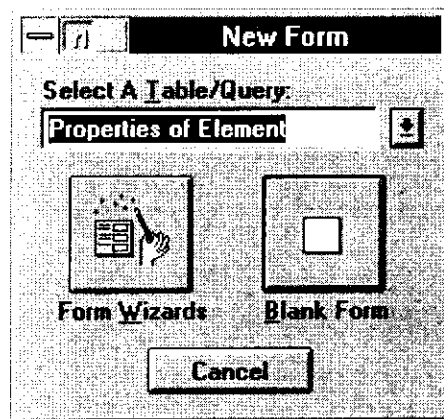 New Form
Select A Table/Query:
Properties of Element
Form Wizards
Blank Form
Cancel